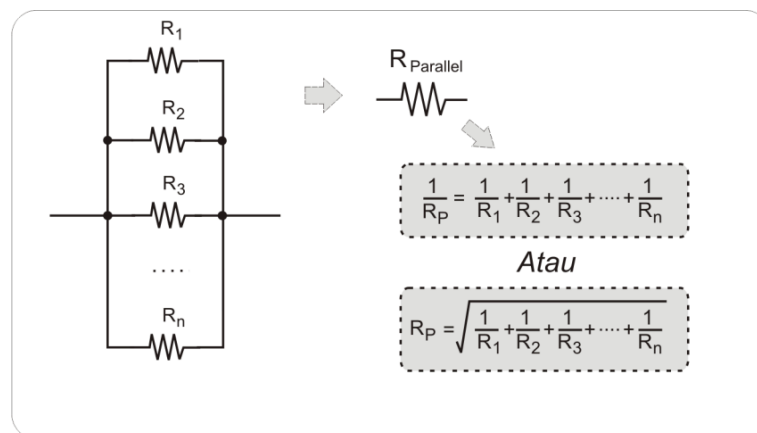 R1
R2
R3
....
Rn
RParallel
1/RP = 1/R1 + 1/R2 + 1/R3 + .... + 1/Rn
Atau
RP = √(1/R1 + 1/R2 + 1/R3 + .... + 1/Rn)